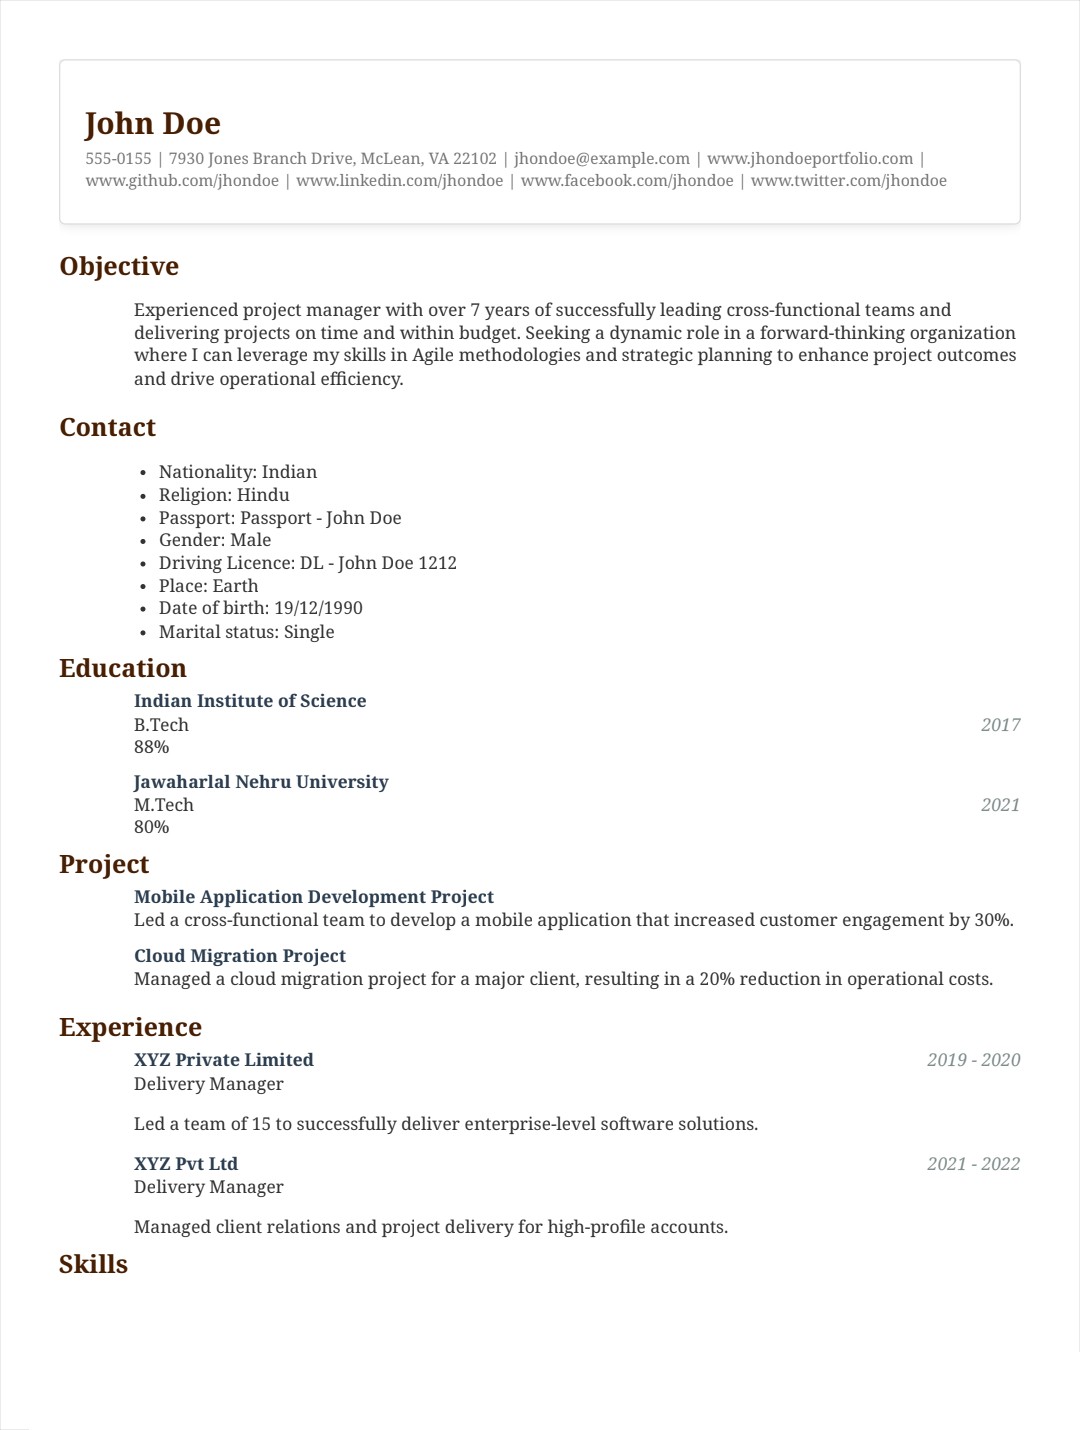 John Doe
555-0155 | 7930 Jones Branch Drive, McLean, VA 22102 | jhondoe@example.com | www.jhondoeportfolio.com |
www.github.com/jhondoe | www.linkedin.com/jhondoe | www.facebook.com/jhondoe | www.twitter.com/jhondoe
Objective
Experienced project manager with over 7 years of successfully leading cross-functional teams and
delivering projects on time and within budget. Seeking a dynamic role in a forward-thinking organization
where I can leverage my skills in Agile methodologies and strategic planning to enhance project outcomes
and drive operational efficiency.
Contact
• Nationality: Indian
• Religion: Hindu
• Passport: Passport - John Doe
• Gender: Male
• Driving Licence: DL - John Doe 1212
• Place: Earth
• Date of birth: 19/12/1990
• Marital status: Single
Education
Indian Institute of Science
B.Tech 2017
88%
Jawaharlal Nehru University
M.Tech 2021
80%
Project
Mobile Application Development Project
Led a cross-functional team to develop a mobile application that increased customer engagement by 30%.
Cloud Migration Project
Managed a cloud migration project for a major client, resulting in a 20% reduction in operational costs.
Experience
XYZ Private Limited 2019 - 2020
Delivery Manager
Led a team of 15 to successfully deliver enterprise-level software solutions.
XYZ Pvt Ltd 2021 - 2022
Delivery Manager
Managed client relations and project delivery for high-profile accounts.
Skills